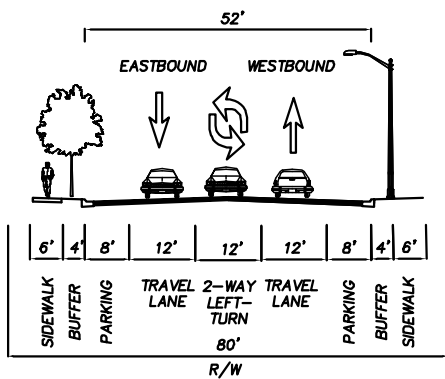 52'
EASTBOUND WESTBOUND
6' 4' 8' 12' 12' 12' 8' 4' 6'
SIDEWALK
BUFFER
PARKING
TRAVEL
LANE
2-WAY
LEFT-
TURN
TRAVEL
LANE
PARKING
BUFFER
SIDEWALK
80'
R/W